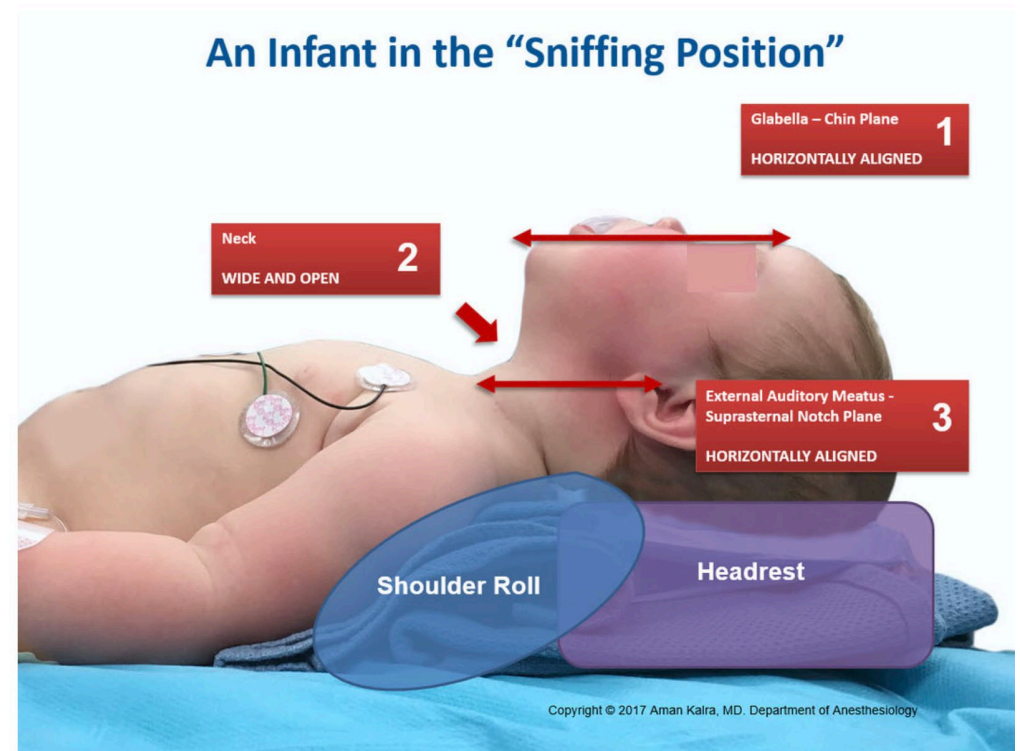 An Infant in the “Sniffing Position”
Glabella – Chin Plane
1
HORIZONTALLY ALIGNED
Neck
2
WIDE AND OPEN
External Auditory Meatus -
Suprasternal Notch Plane
3
HORIZONTALLY ALIGNED
Shoulder Roll
Headrest
Copyright © 2017 Aman Kalra, MD. Department of Anesthesiology